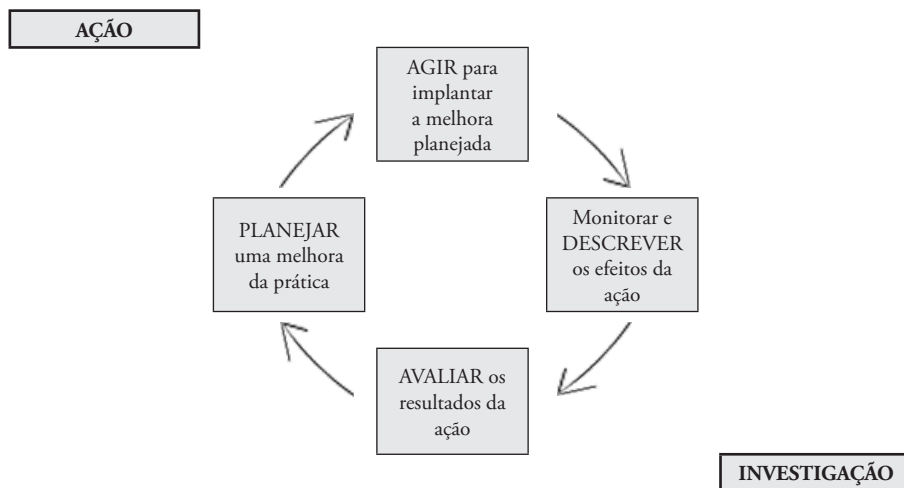 AÇÃO
AGIR para
implantar
a melhora
planejada
PLANEJAR
uma melhora
da prática
Monitorar e
DESCREVER
os efeitos da
ação
AVALIAR os
resultados da
ação
INVESTIGAÇÃO